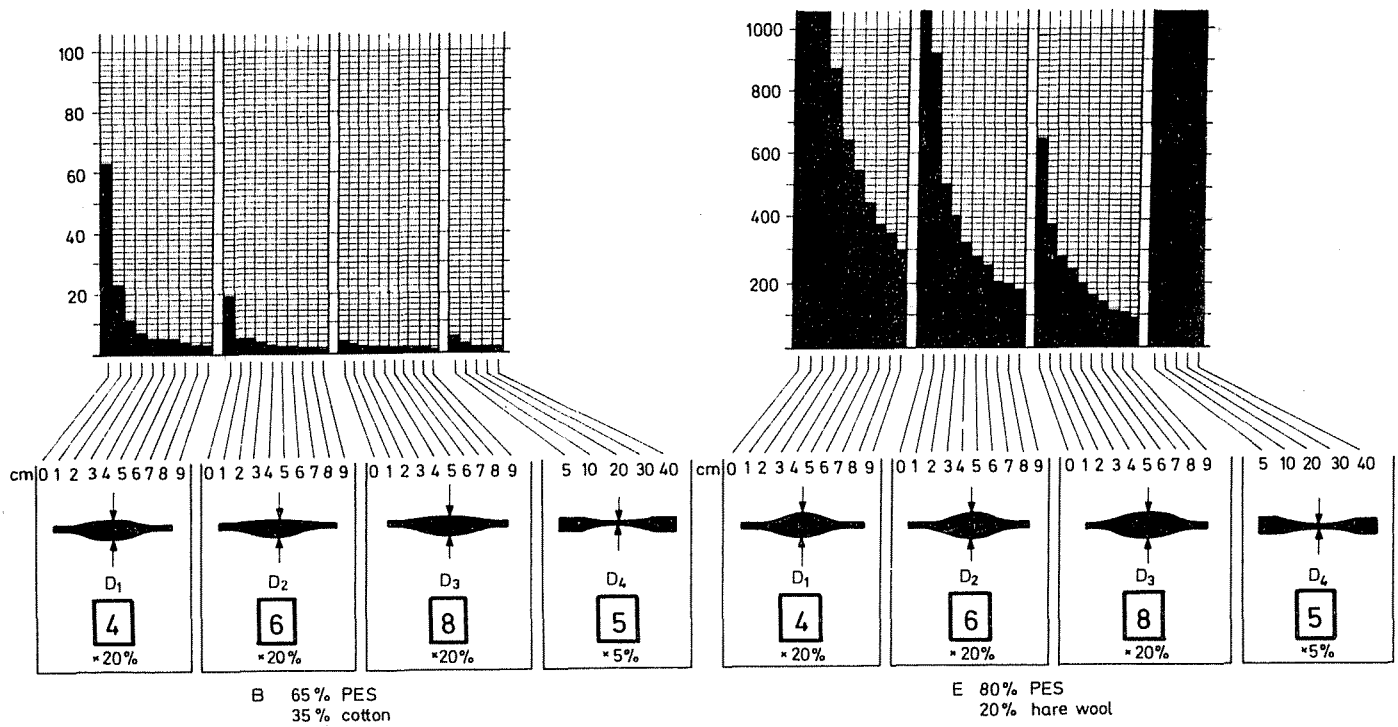 100
80
60
40
20
1000
800
600
400
200
cm 0 1 2 3 4 5 6 7 8 9
0 1 2 3 4 5 6 7 8 9
0 1 2 3 4 5 6 7 8 9
5 10 20 30 40
cm 0 1 2 3 4 5 6 7 8 9
0 1 2 3 4 5 6 7 8 9
0 1 2 3 4 5 6 7 8 9
5 10 20 30 40
D1
4
×20%
D2
6
×20%
D3
8
×20%
D4
5
×5%
D1
4
×20%
D2
6
×20%
D3
8
×20%
D4
5
×5%
B 65% PES
35% cotton
E 80% PES
20% hare wool